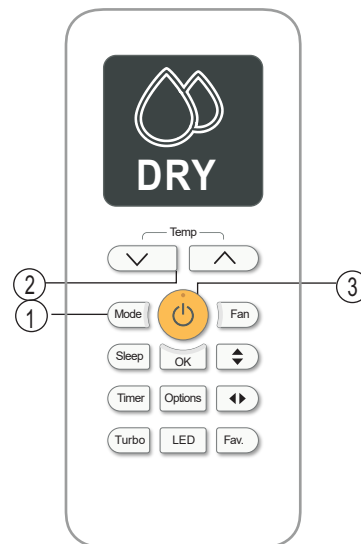 DRY
Temp
2
3
1
Mode
Fan
Sleep
OK
Timer
Options
Turbo
LED
Fav.